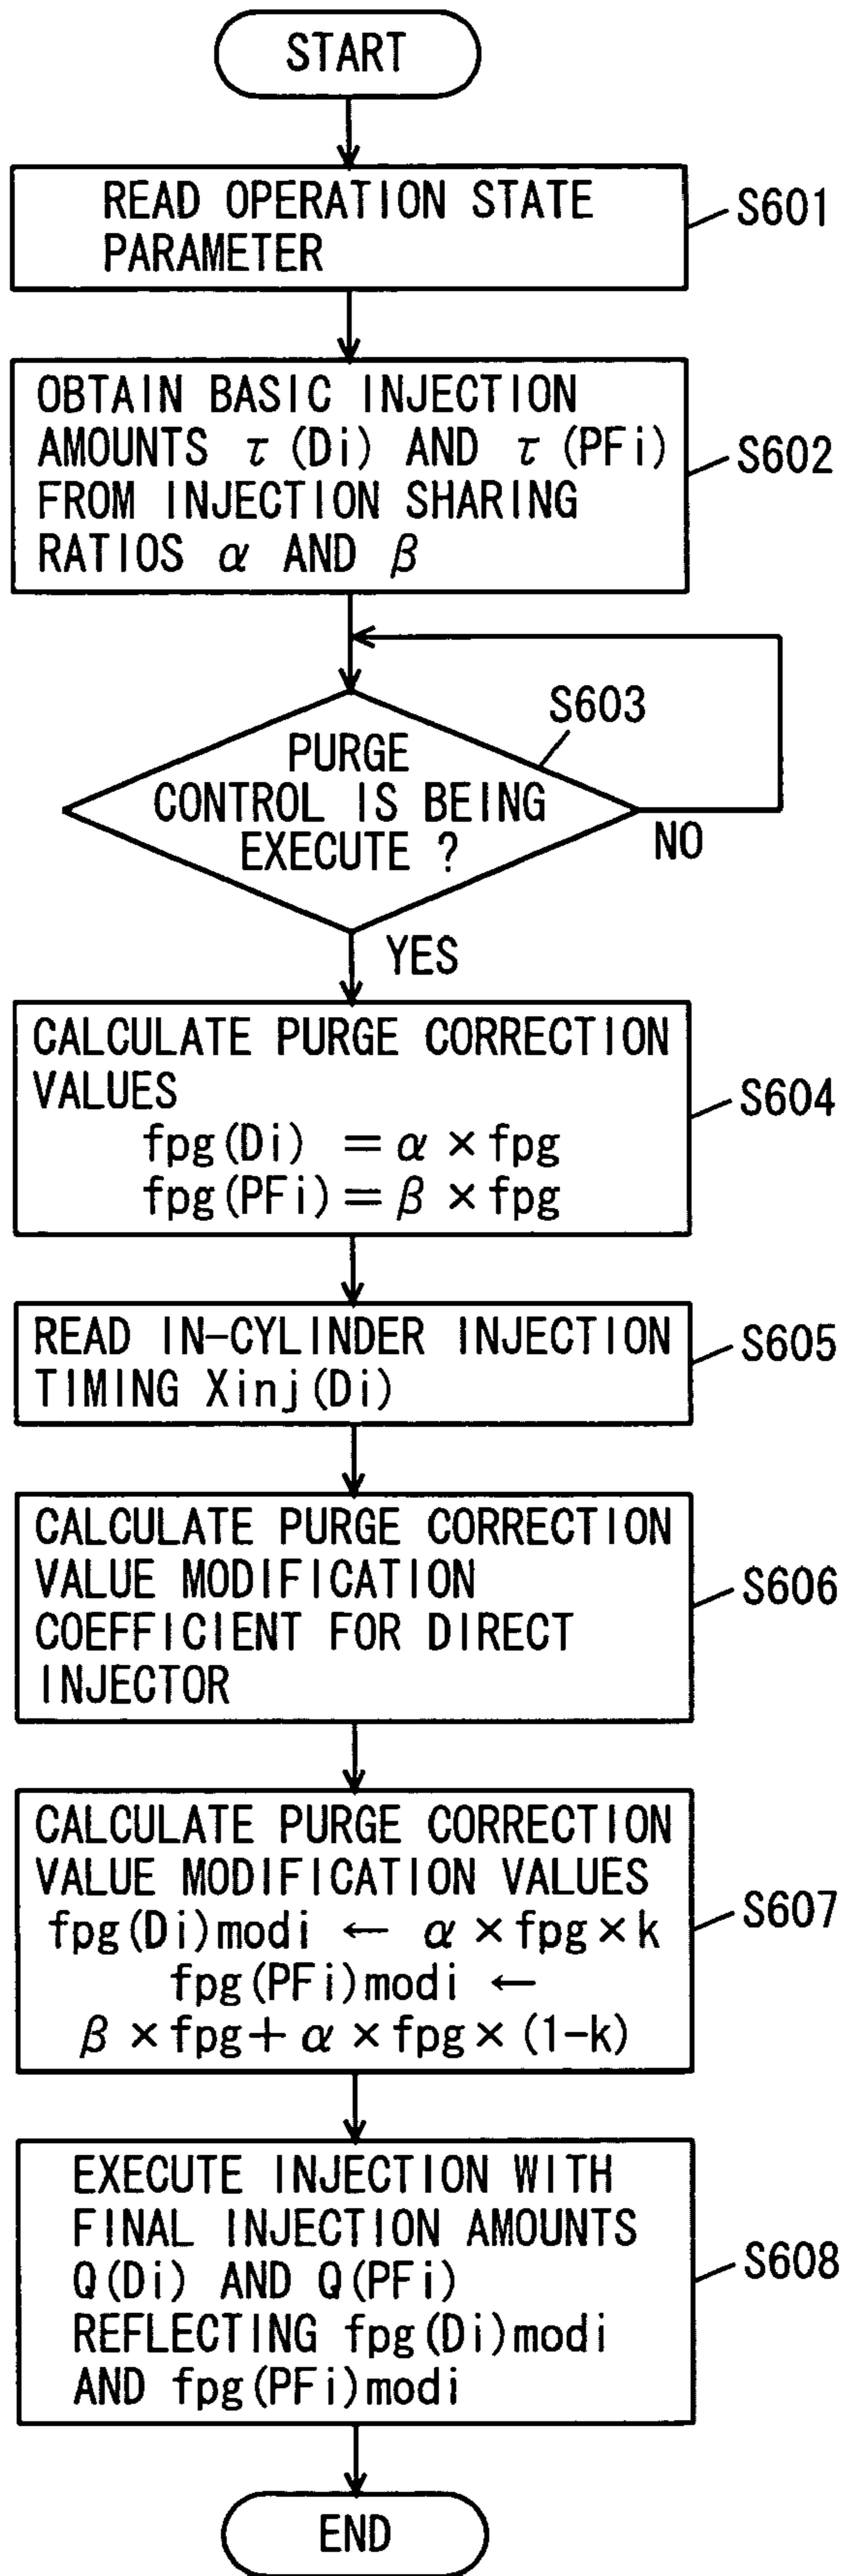 START
READ OPERATION STATE
PARAMETER
S601
OBTAIN BASIC INJECTION
AMOUNTS τ(Di) AND τ(PFi)
FROM INJECTION SHARING
RATIOS α AND β
S602
S603
PURGE
CONTROL IS BEING
EXECUTE ?
NO
YES
CALCULATE PURGE CORRECTION
VALUES
fpg(Di) = α × fpg
fpg(PFi) = β × fpg
S604
READ IN-CYLINDER INJECTION
TIMING Xinj(Di)
S605
CALCULATE PURGE CORRECTION
VALUE MODIFICATION
COEFFICIENT FOR DIRECT
INJECTOR
S606
CALCULATE PURGE CORRECTION
VALUE MODIFICATION VALUES
fpg(Di)modi ← α × fpg × k
fpg(PFi)modi ←
β × fpg + α × fpg × (1-k)
S607
EXECUTE INJECTION WITH
FINAL INJECTION AMOUNTS
Q(Di) AND Q(PFi)
REFLECTING fpg(Di)modi
AND fpg(PFi)modi
S608
END